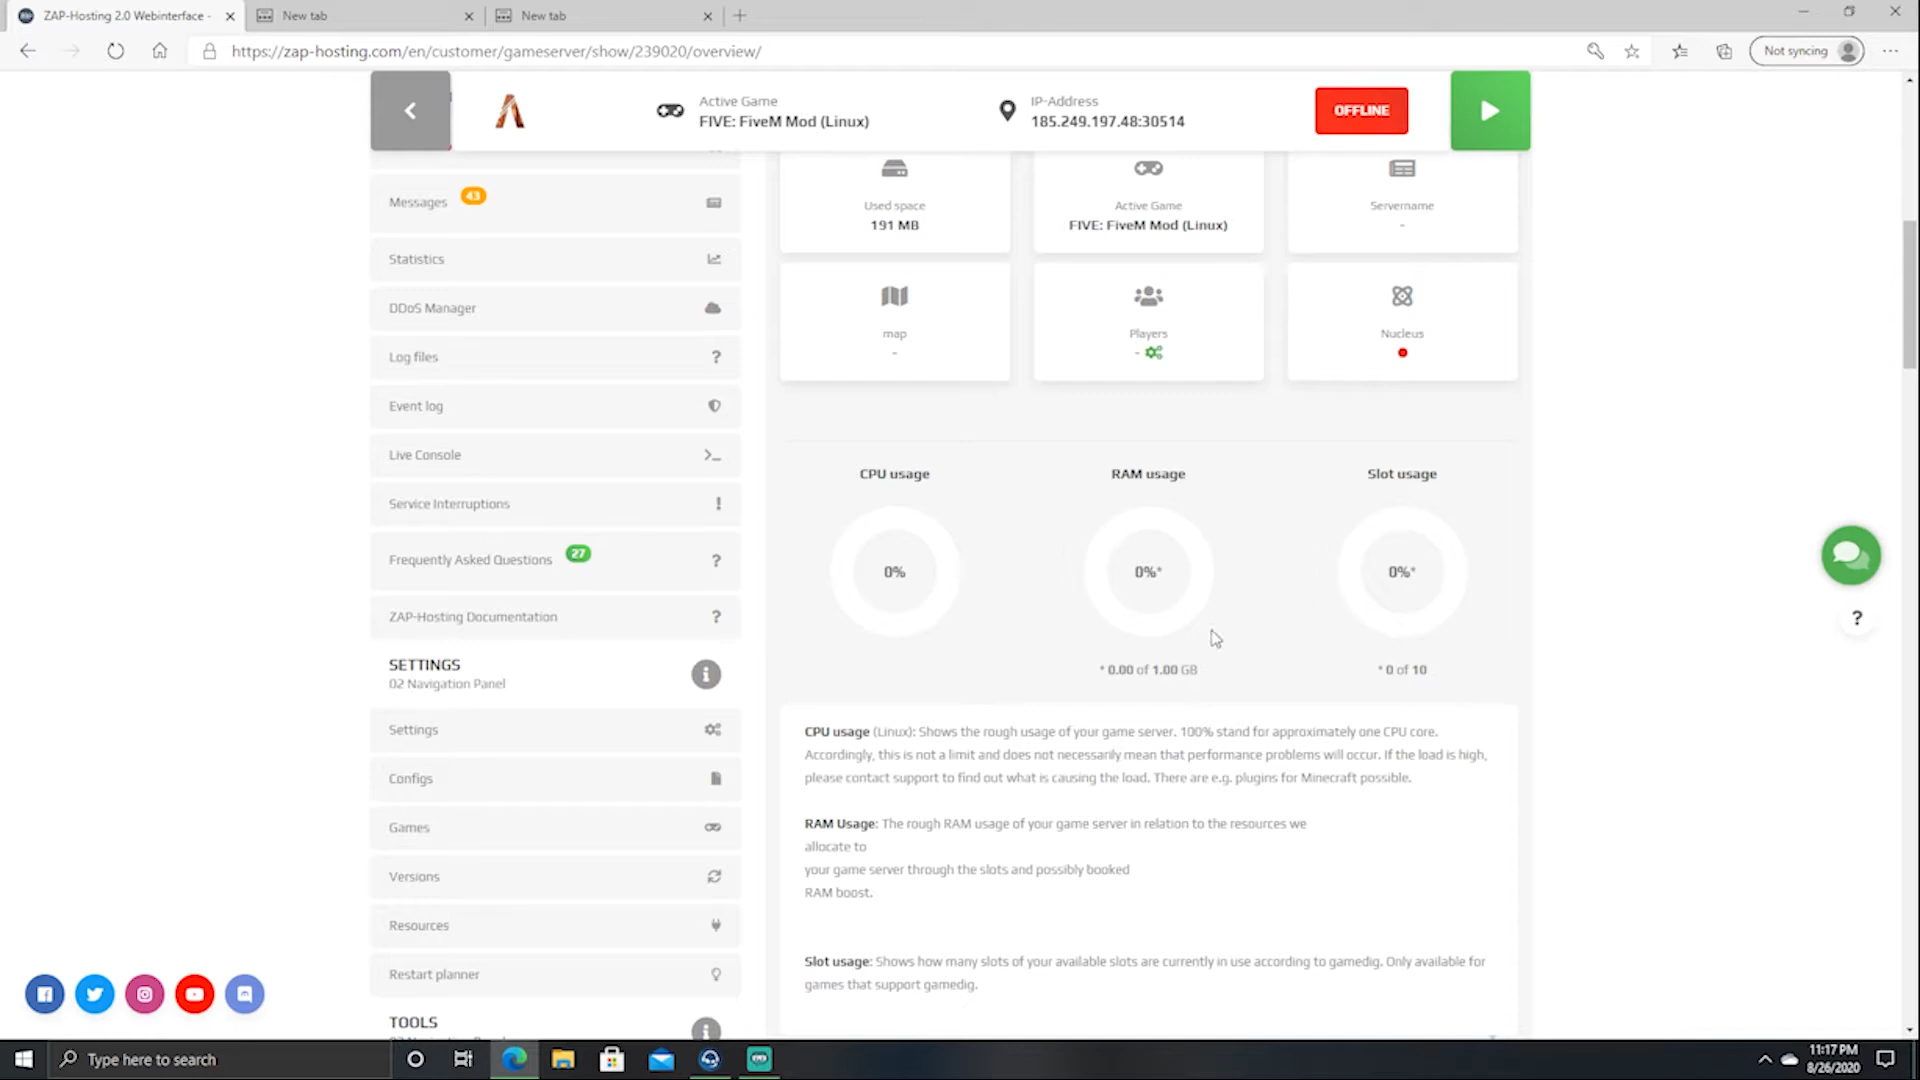 ZAP-Hosting 2.0 Webinterface -
New tab
New tab
https://zap-hosting.com/en/customer/gameserver/show/239020/overview/
Not syncing
Active Game
FIVE: FiveM Mod (Linux)
IP-Address
185.249.197.48:30514
OFFLINE
Messages 43
Statistics
DDoS Manager
Log files
Event log
Live Console
Service Interruptions
Frequently Asked Questions 27
ZAP-Hosting Documentation
SETTINGS
02 Navigation Panel
Settings
Configs
Games
Versions
Resources
Restart planner
TOOLS
Used space
191 MB
Active Game
FIVE: FiveM Mod (Linux)
Servername
-
map
-
Players
-
Nucleus
CPU usage
0%
RAM usage
0%*
* 0.00 of 1.00 GB
Slot usage
0%*
* 0 of 10
CPU usage (Linux): Shows the rough usage of your game server. 100% stand for approximately one CPU core.
Accordingly, this is not a limit and does not necessarily mean that performance problems will occur. If the load is high,
please contact support to find out what is causing the load. There are e.g. plugins for Minecraft possible.
RAM Usage: The rough RAM usage of your game server in relation to the resources we
allocate to
your game server through the slots and possibly booked
RAM boost.
Slot usage: Shows how many slots of your available slots are currently in use according to gamedig. Only available for
games that support gamedig.
?
Type here to search
11:17 PM
8/26/2020